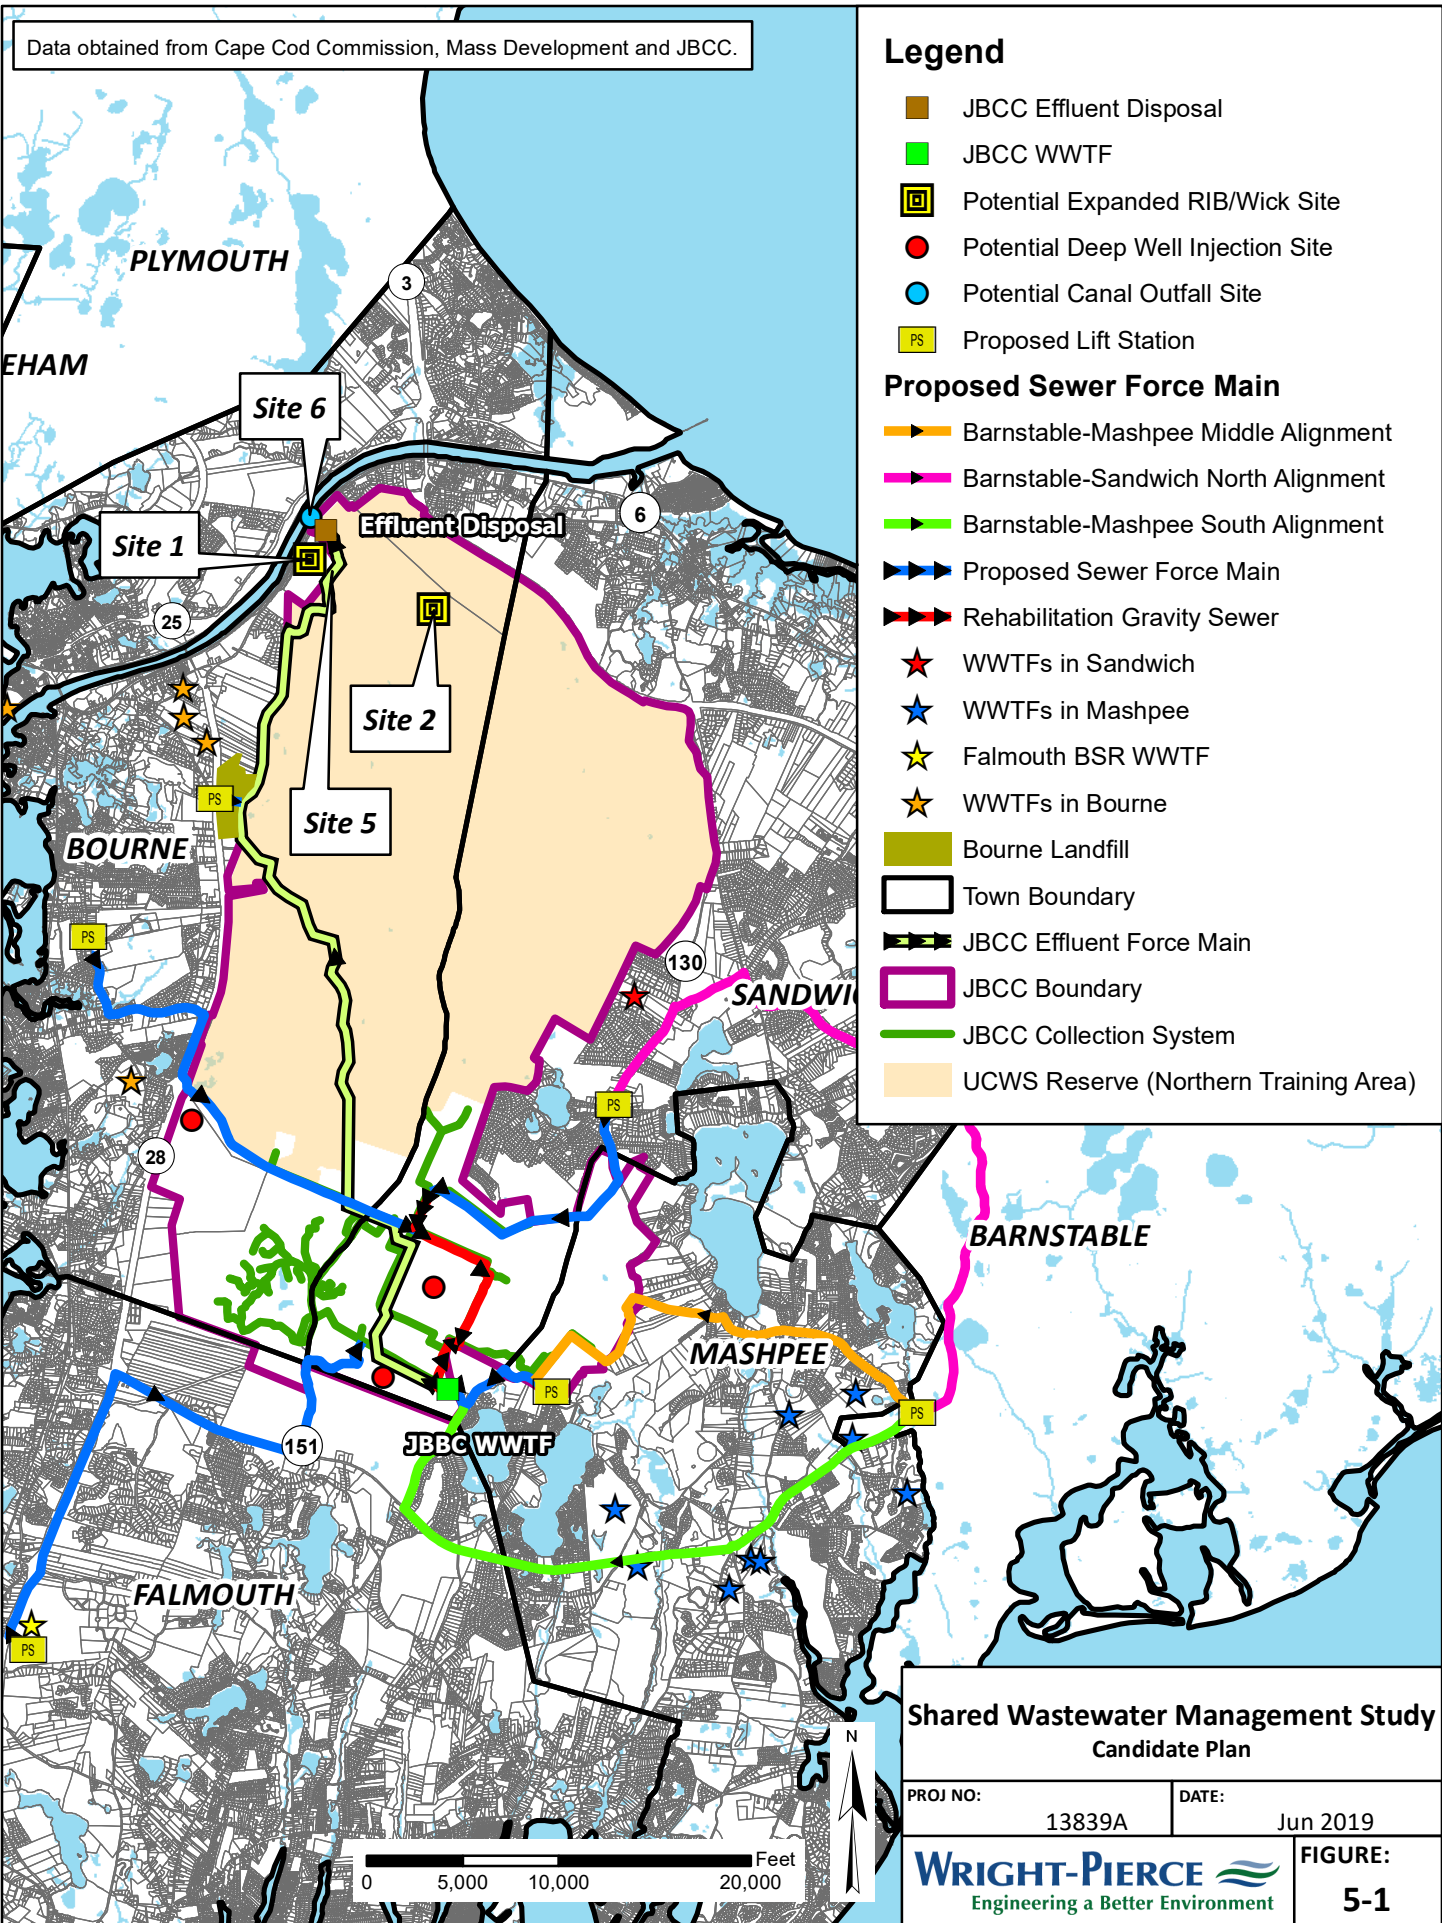 Data obtained from Cape Cod Commission, Mass Development and JBCC.
Legend
JBCC Effluent Disposal
JBCC WWTF
Potential Expanded RIB/Wick Site
Potential Deep Well Injection Site
Potential Canal Outfall Site
PS Proposed Lift Station
Proposed Sewer Force Main
Barnstable-Mashpee Middle Alignment
Barnstable-Sandwich North Alignment
Barnstable-Mashpee South Alignment
Proposed Sewer Force Main
Rehabilitation Gravity Sewer
WWTFs in Sandwich
WWTFs in Mashpee
Falmouth BSR WWTF
WWTFs in Bourne
Bourne Landfill
Town Boundary
JBCC Effluent Force Main
JBCC Boundary
JBCC Collection System
UCWS Reserve (Northern Training Area)
PLYMOUTH
3
EHAM
Site 6
6
Effluent Disposal
Site 1
25
Site 2
PS
Site 5
BOURNE
PS
130
SANDWI
PS
28
BARNSTABLE
MASHPEE
PS
PS
151
JBBC WWTF
FALMOUTH
PS
N
Feet
0 5,000 10,000 20,000
Shared Wastewater Management Study
Candidate Plan
PROJ NO:
13839A
DATE:
Jun 2019
WRIGHT-PIERCE
Engineering a Better Environment
FIGURE:
5-1